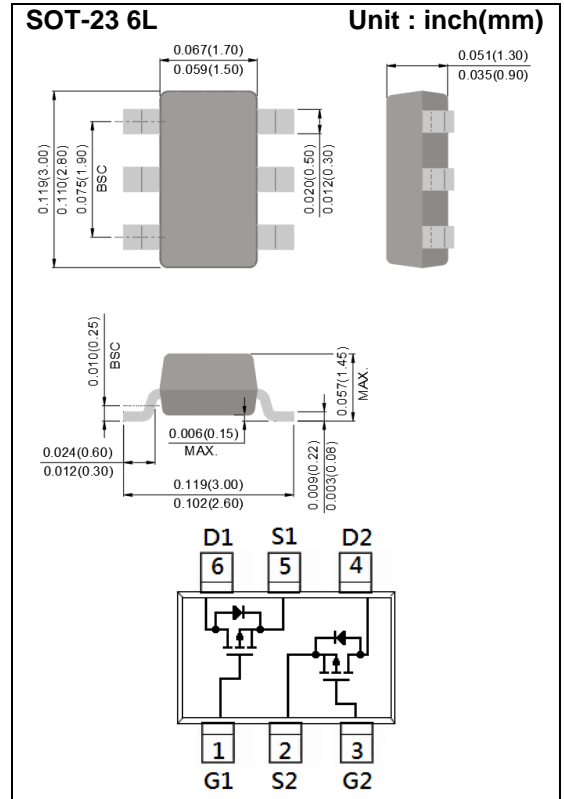 SOT-23 6L Unit : inch(mm)
0.067(1.70)
0.059(1.50)
0.051(1.30)
0.035(0.90)
0.119(3.00)
0.110(2.80)
0.075(1.90)
BSC
0.020(0.50)
0.012(0.30)
0.010(0.25)
BSC
0.057(1.45)
MAX.
0.006(0.15)
MAX.
0.024(0.60)
0.012(0.30)
0.009(0.22)
0.003(0.08)
0.119(3.00)
0.102(2.60)
D1 S1 D2
6 5 4
1 2 3
G1 S2 G2